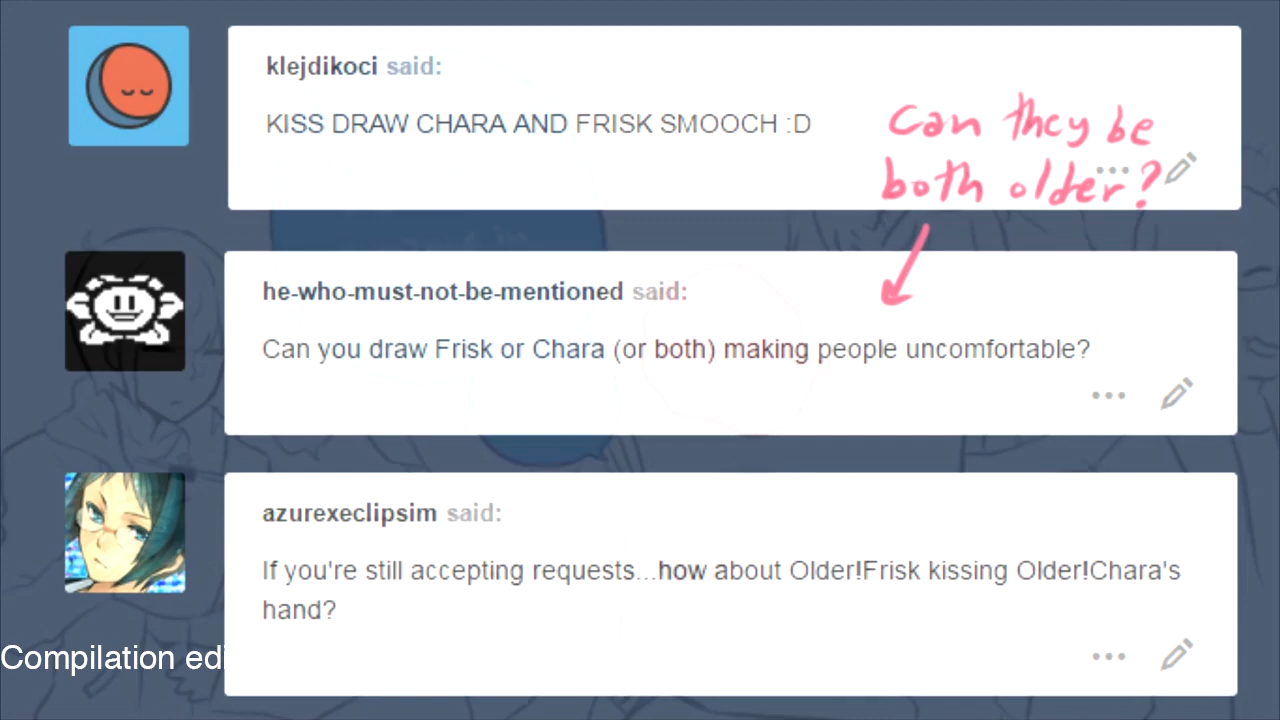 klejdikoci said:
KISS DRAW CHARA AND FRISK SMOOCH :D
Can they be
both older?
he-who-must-not-be-mentioned said:
Can you draw Frisk or Chara (or both) making people uncomfortable?
azurexeclipsim said:
If you're still accepting requests...how about Older!Frisk kissing Older!Chara's
hand?
Compilation edi